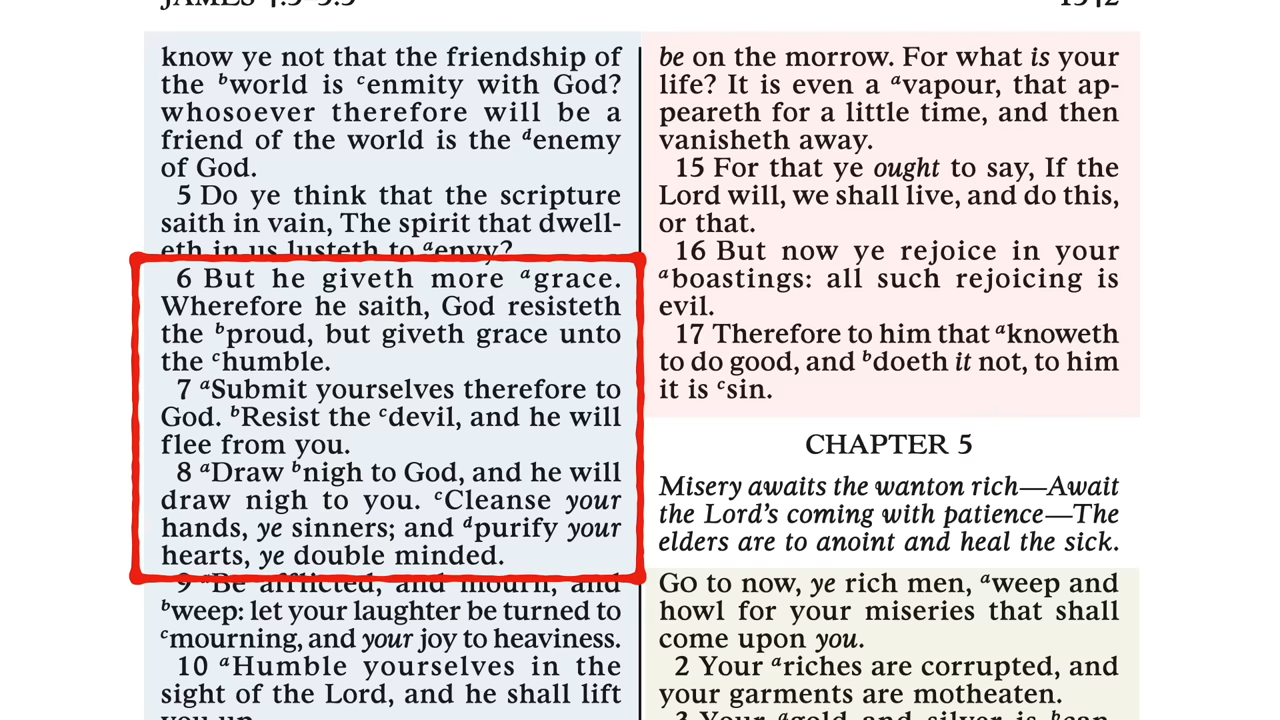 know ye not that the friendship of
the bworld is cenmity with God?
whosoever therefore will be a
friend of the world is the denemy
of God.
5 Do ye think that the scripture
saith in vain, The spirit that dwell-
eth in us lusteth to aenvy?
6 But he giveth more agrace.
Wherefore he saith, God resisteth
the bproud, but giveth grace unto
the chumble.
7 aSubmit yourselves therefore to
God. bResist the cdevil, and he will
flee from you.
8 aDraw bnigh to God, and he will
draw nigh to you. cCleanse your
hands, ye sinners; and dpurify your
hearts, ye double minded.
9 aBe afflicted, and mourn, and
bweep: let your laughter be turned to
cmourning, and your joy to heaviness.
10 aHumble yourselves in the
sight of the Lord, and he shall lift
you up.
be on the morrow. For what is your
life? It is even a avapour, that ap-
peareth for a little time, and then
vanisheth away.
15 For that ye ought to say, If the
Lord will, we shall live, and do this,
or that.
16 But now ye rejoice in your
aboastings: all such rejoicing is
evil.
17 Therefore to him that aknoweth
to do good, and bdoeth it not, to him
it is csin.
CHAPTER 5
Misery awaits the wanton rich—Await
the Lord's coming with patience—The
elders are to anoint and heal the sick.
Go to now, ye rich men, aweep and
howl for your miseries that shall
come upon you.
2 Your ariches are corrupted, and
your garments are motheaten.
3 Your agold and silver is bcan-